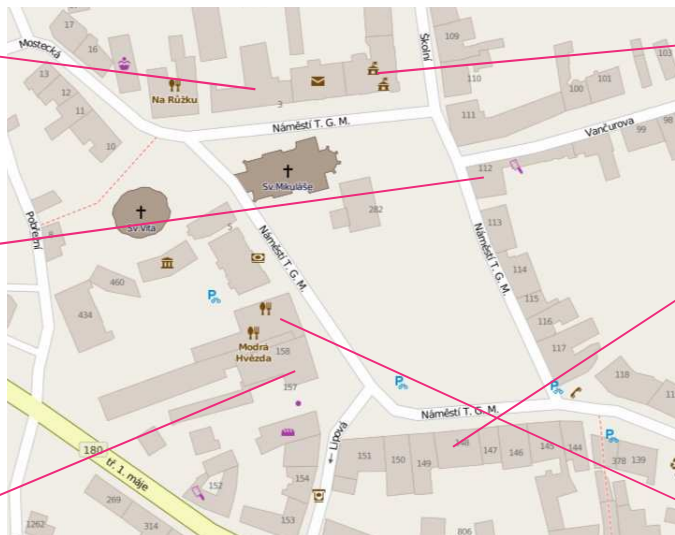 17
Mostecká
16
13
12
11
10
Na Růžku
3
Náměstí T. G. M.
Školní
109
110
111
103
101
100
Vančurova
99
98
Sv. Mikuláše
112
282
Pobřežní
Sv. Víta
5
Náměstí T. G. M.
113
Náměstí T. G. M.
114
115
116
117
460
434
P
Modrá
Hvězda
158
157
P
P
118
Náměstí T. G. M.
P
180
tř. 1. máje
Lipová
151
150
149
148
147
146
145
144
378
139
152
154
153
269
314
1262
806